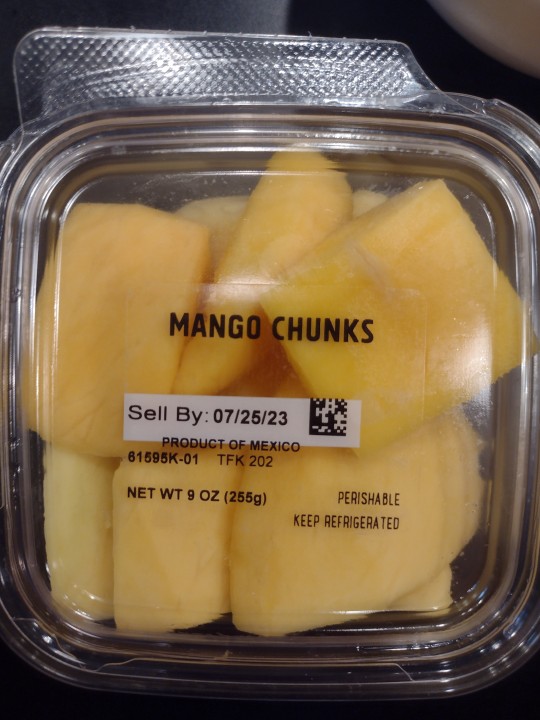 MANGO CHUNKS
Sell By: 07/25/23
PRODUCT OF MEXICO
61595K-01 TFK 202
NET WT 9 OZ (255g)
PERISHABLE
KEEP REFRIGERATED